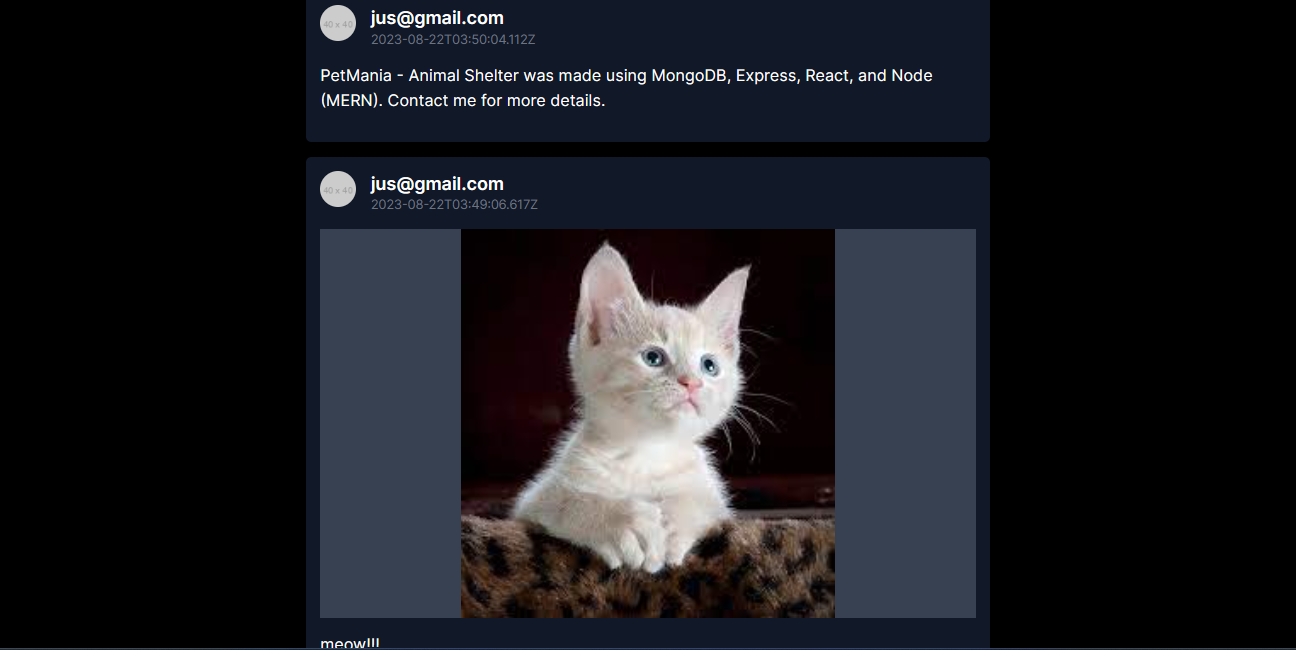 40 x 40
jus@gmail.com
2023-08-22T03:50:04.112Z
PetMania - Animal Shelter was made using MongoDB, Express, React, and Node
(MERN). Contact me for more details.
40 x 40
jus@gmail.com
2023-08-22T03:49:06.617Z
meow!!!